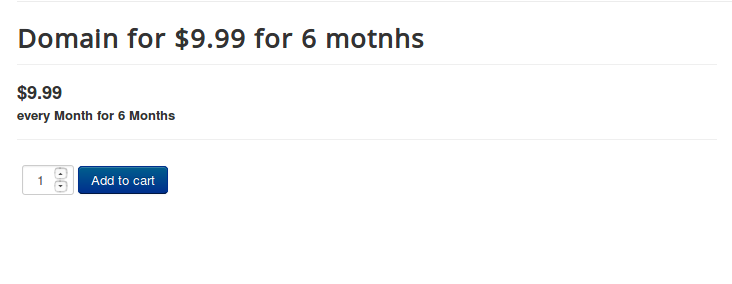 Domain for $9.99 for 6 motnhs
$9.99
every Month for 6 Months
1
Add to cart